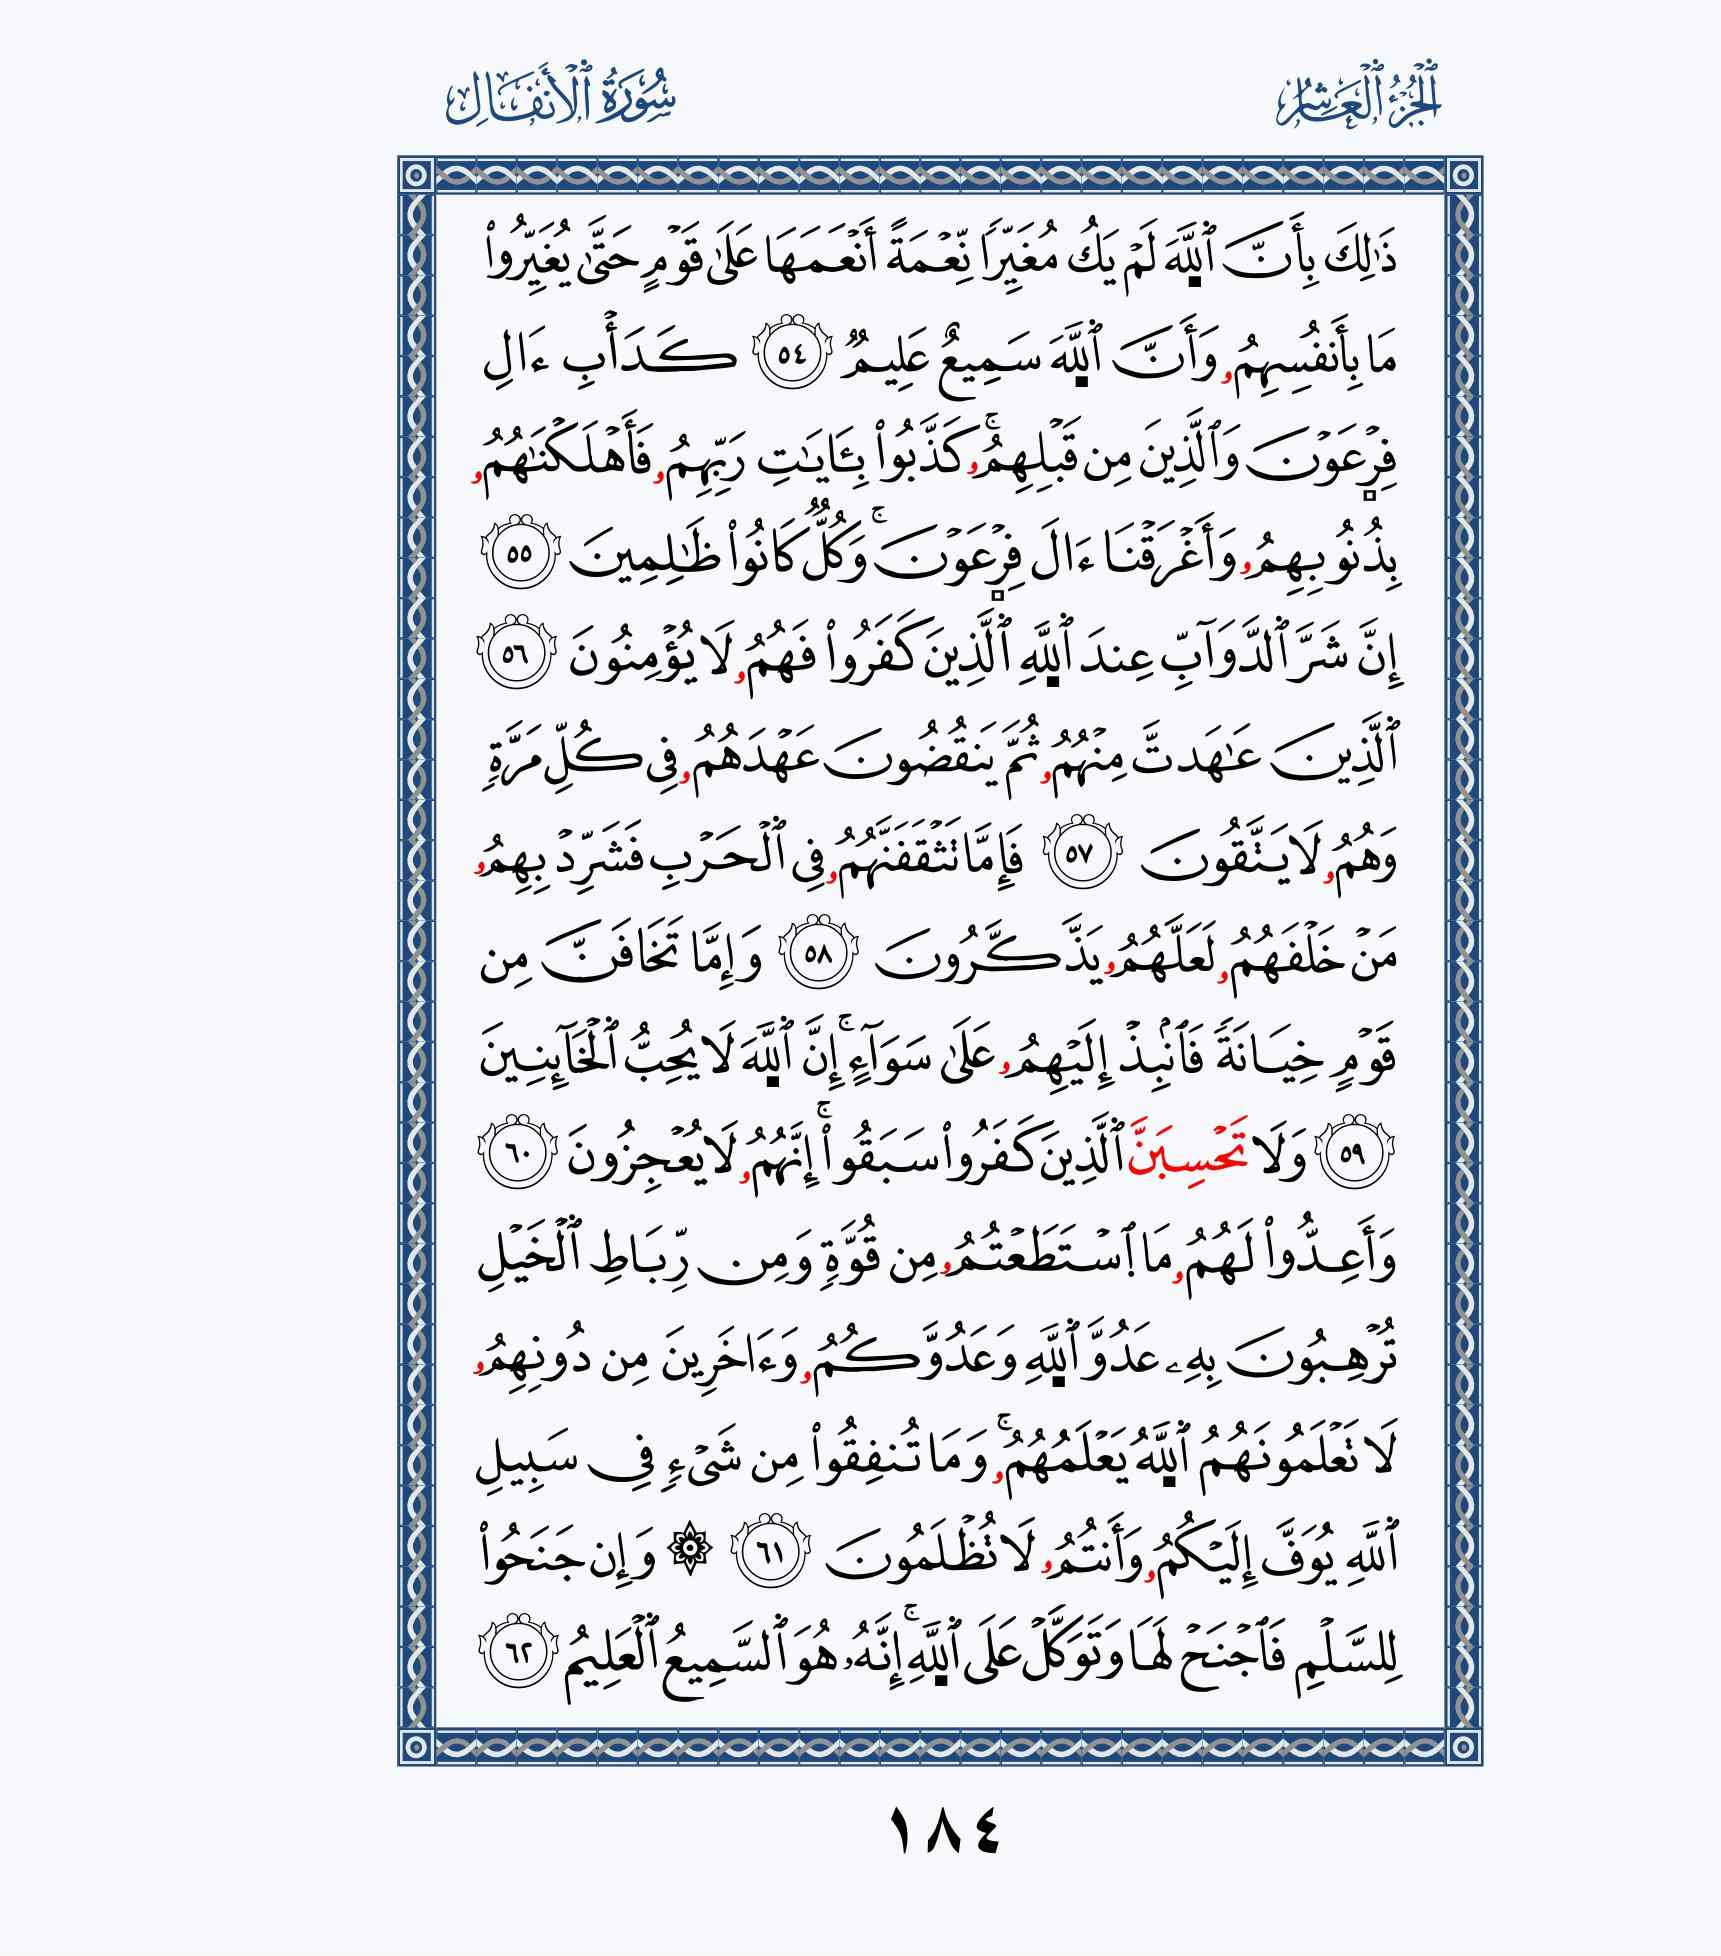 ٱلۡجُزۡءُ ٱلۡعَاشِرُ
سُورَةُ ٱلۡأَنفَالِ
ذَٰلِكَ بِأَنَّ ٱللَّهَ لَمۡ يَكُ مُغَيِّرٗا نِّعۡمَةً أَنۡعَمَهَا عَلَىٰ قَوۡمٍ حَتَّىٰ يُغَيِّرُواْ
مَا بِأَنفُسِهِمُۥ وَأَنَّ ٱللَّهَ سَمِيعٌ عَلِيمٞ ٥٤ كَدَأۡبِ ءَالِ
فِرۡعَوۡنَ وَٱلَّذِينَ مِن قَبۡلِهِمُۥۚ كَذَّبُواْ بِـَٔايَٰتِ رَبِّهِمُۥ فَأَهۡلَكۡنَٰهُمُۥ
بِذُنُوبِهِمُۥ وَأَغۡرَقۡنَا ءَالَ فِرۡعَوۡنَۚ وَكُلّٞ كَانُواْ ظَٰلِمِينَ ٥٥
إِنَّ شَرَّ ٱلدَّوَآبِّ عِندَ ٱللَّهِ ٱلَّذِينَ كَفَرُواْ فَهُمُۥ لَا يُؤۡمِنُونَ ٥٦
ٱلَّذِينَ عَٰهَدتَّ مِنۡهُمُۥ ثُمَّ يَنقُضُونَ عَهۡدَهُمُۥ فِي كُلِّ مَرَّةٖ
وَهُمُۥ لَا يَتَّقُونَ ٥٧ فَإِمَّا تَثۡقَفَنَّهُمُۥ فِي ٱلۡحَرۡبِ فَشَرِّدۡ بِهِمُۥ
مَنۡ خَلۡفَهُمُۥ لَعَلَّهُمُۥ يَذَّكَّرُونَ ٥٨ وَإِمَّا تَخَافَنَّ مِن
قَوۡمٍ خِيَانَةٗ فَٱنۢبِذۡ إِلَيۡهِمُۥ عَلَىٰ سَوَآءٍۚ إِنَّ ٱللَّهَ لَا يُحِبُّ ٱلۡخَآئِنِينَ
٥٩ وَلَا تَحۡسِبَنَّ ٱلَّذِينَ كَفَرُواْ سَبَقُوٓاْۚ إِنَّهُمُۥ لَا يُعۡجِزُونَ ٦٠
وَأَعِدُّواْ لَهُمُۥ مَا ٱسۡتَطَعۡتُمُۥ مِن قُوَّةٖ وَمِن رِّبَاطِ ٱلۡخَيۡلِ
تُرۡهِبُونَ بِهِۦ عَدُوَّ ٱللَّهِ وَعَدُوَّكُمُۥ وَءَاخَرِينَ مِن دُونِهِمُۥ
لَا تَعۡلَمُونَهُمُ ٱللَّهُ يَعۡلَمُهُمُۥۚ وَمَا تُنفِقُواْ مِن شَيۡءٖ فِي سَبِيلِ
ٱللَّهِ يُوَفَّ إِلَيۡكُمُۥ وَأَنتُمُۥ لَا تُظۡلَمُونَ ٦١ ۞ وَإِن جَنَحُواْ
لِلسَّلۡمِ فَٱجۡنَحۡ لَهَا وَتَوَكَّلۡ عَلَى ٱللَّهِۚ إِنَّهُۥ هُوَ ٱلسَّمِيعُ ٱلۡعَلِيمُ ٦٢
١٨٤